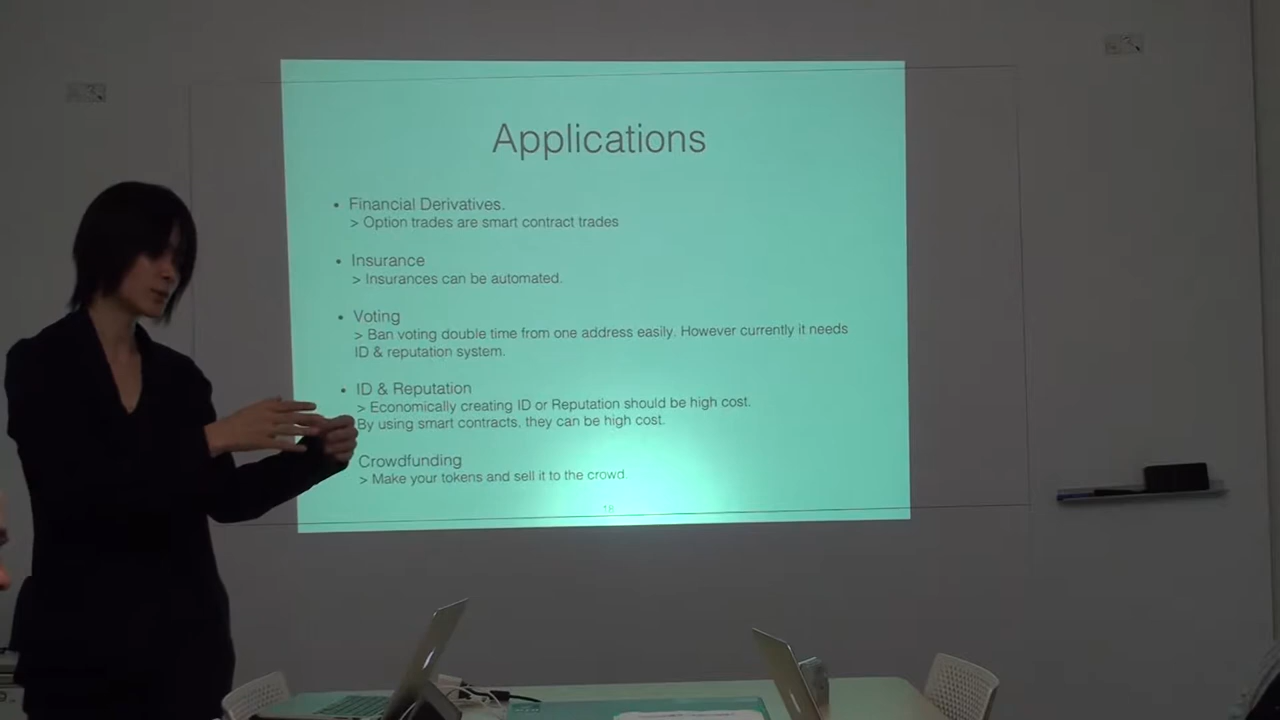 Applications
• Financial Derivatives.
> Option trades are smart contract trades
• Insurance
> Insurances can be automated.
• Voting
> Ban voting double time from one address easily. However currently it needs
ID & reputation system.
• ID & Reputation
> Economically creating ID or Reputation should be high cost.
By using smart contracts, they can be high cost.
Crowdfunding
> Make your tokens and sell it to the crowd.
18